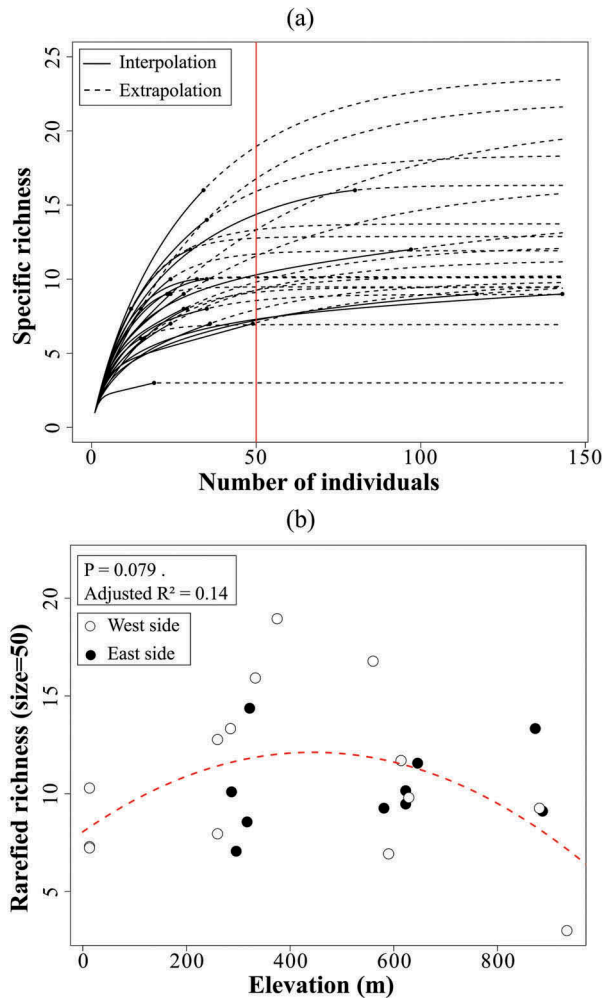 (a)
Interpolation
Extrapolation
25
20
15
10
5
0
Specific richness
0 50 100 150
Number of individuals
(b)
P = 0.079 .
Adjusted R² = 0.14
West side
East side
20
15
10
5
Rarefied richness (size=50)
0 200 400 600 800
Elevation (m)